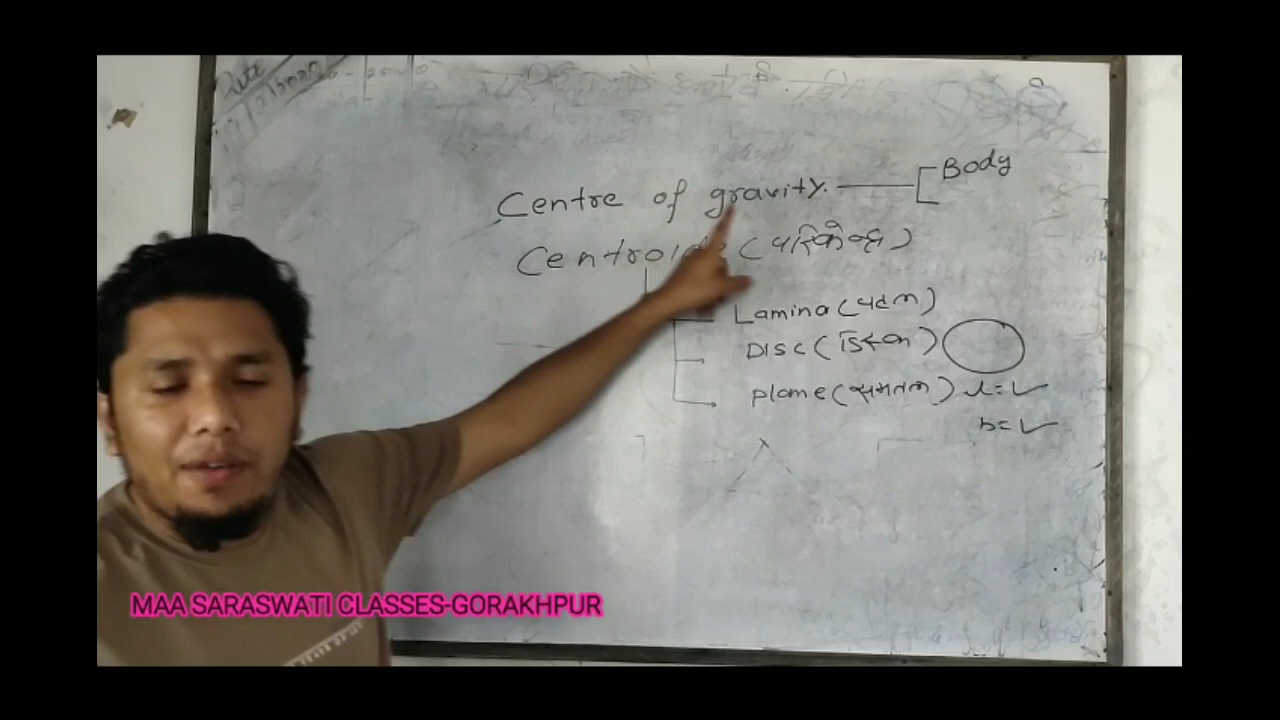 Centre of gravity. Body
Centroid (परिकेन्द्र)
Lamina (पटल)
Disc (डिस्क)
Plane (समतल) l = ✓
b = ✓
MAA SARASWATI CLASSES-GORAKHPUR